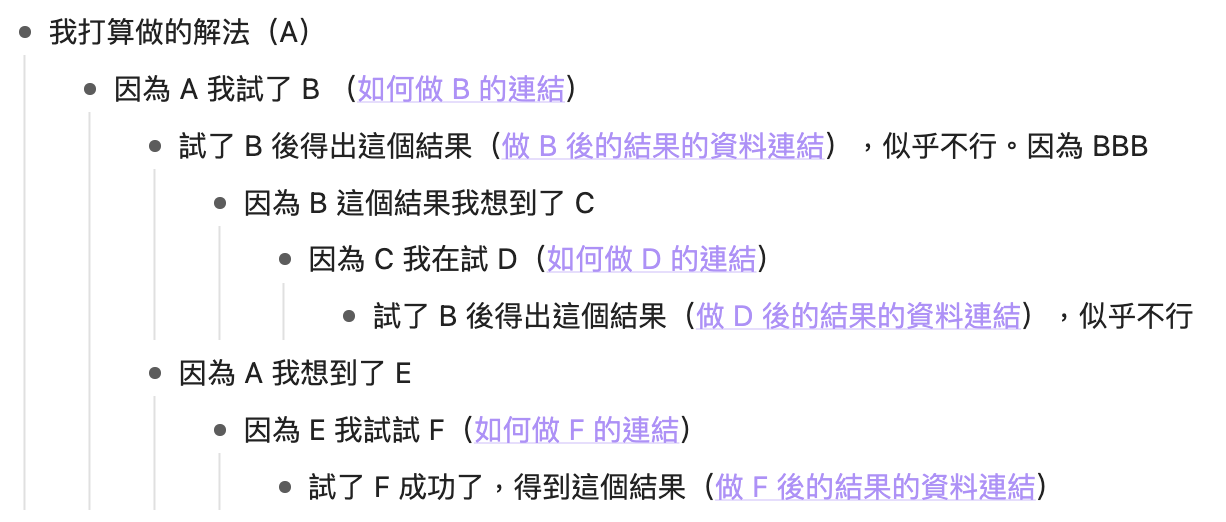 我打算做的解法（A）
因為 A 我試了 B （如何做 B 的連結）
試了 B 後得出這個結果（做 B 後的結果的資料連結），似乎不行。因為 BBB
因為 B 這個結果我想到了 C
因為 C 我在試 D（如何做 D 的連結）
試了 B 後得出這個結果（做 D 後的結果的資料連結），似乎不行
因為 A 我想到了 E
因為 E 我試試 F（如何做 F 的連結）
試了 F 成功了，得到這個結果（做 F 後的結果的資料連結）